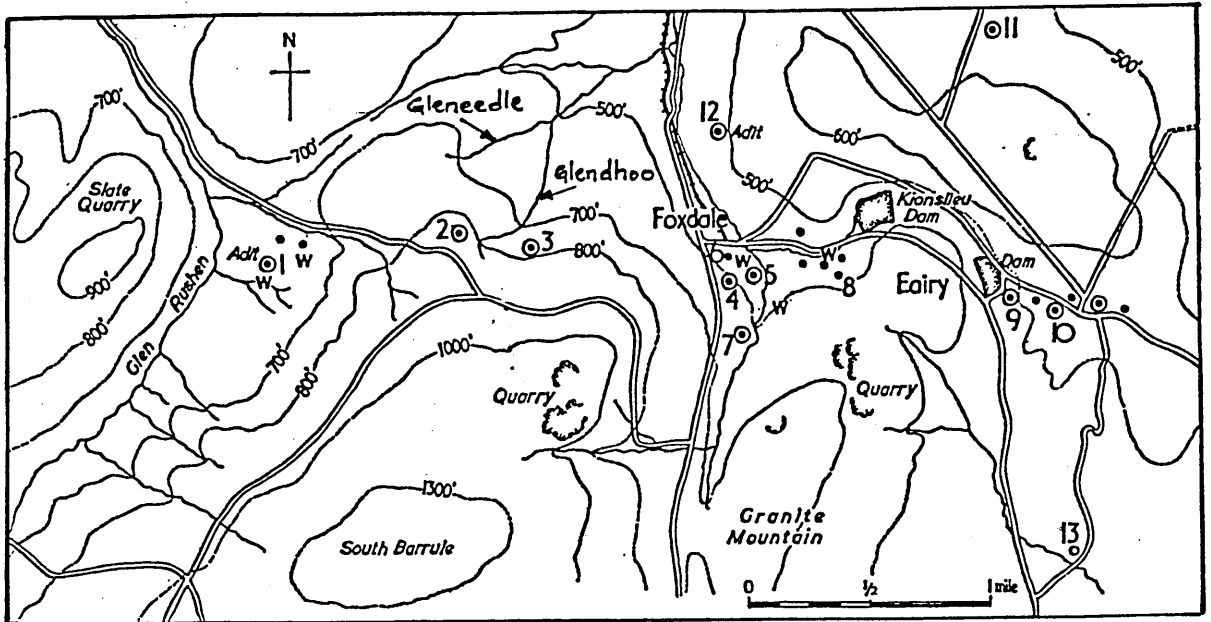 N
700'
Gleneedle
500'
11
500'
12
Adit
600'
700'
Glendhoo
500'
Slate
Quarry
2
3
700'
800'
Foxdale
Kionslieu
Dam
Adit
1
W
W
900'
Rushen
W
4
5
W
8
Eairy
Dam
9
10
W
7
800'
Glen
700'
800'
1000'
Quarry
Quarry
1300'
South Barrule
Granite
Mountain
13
0 ½ 1 mile